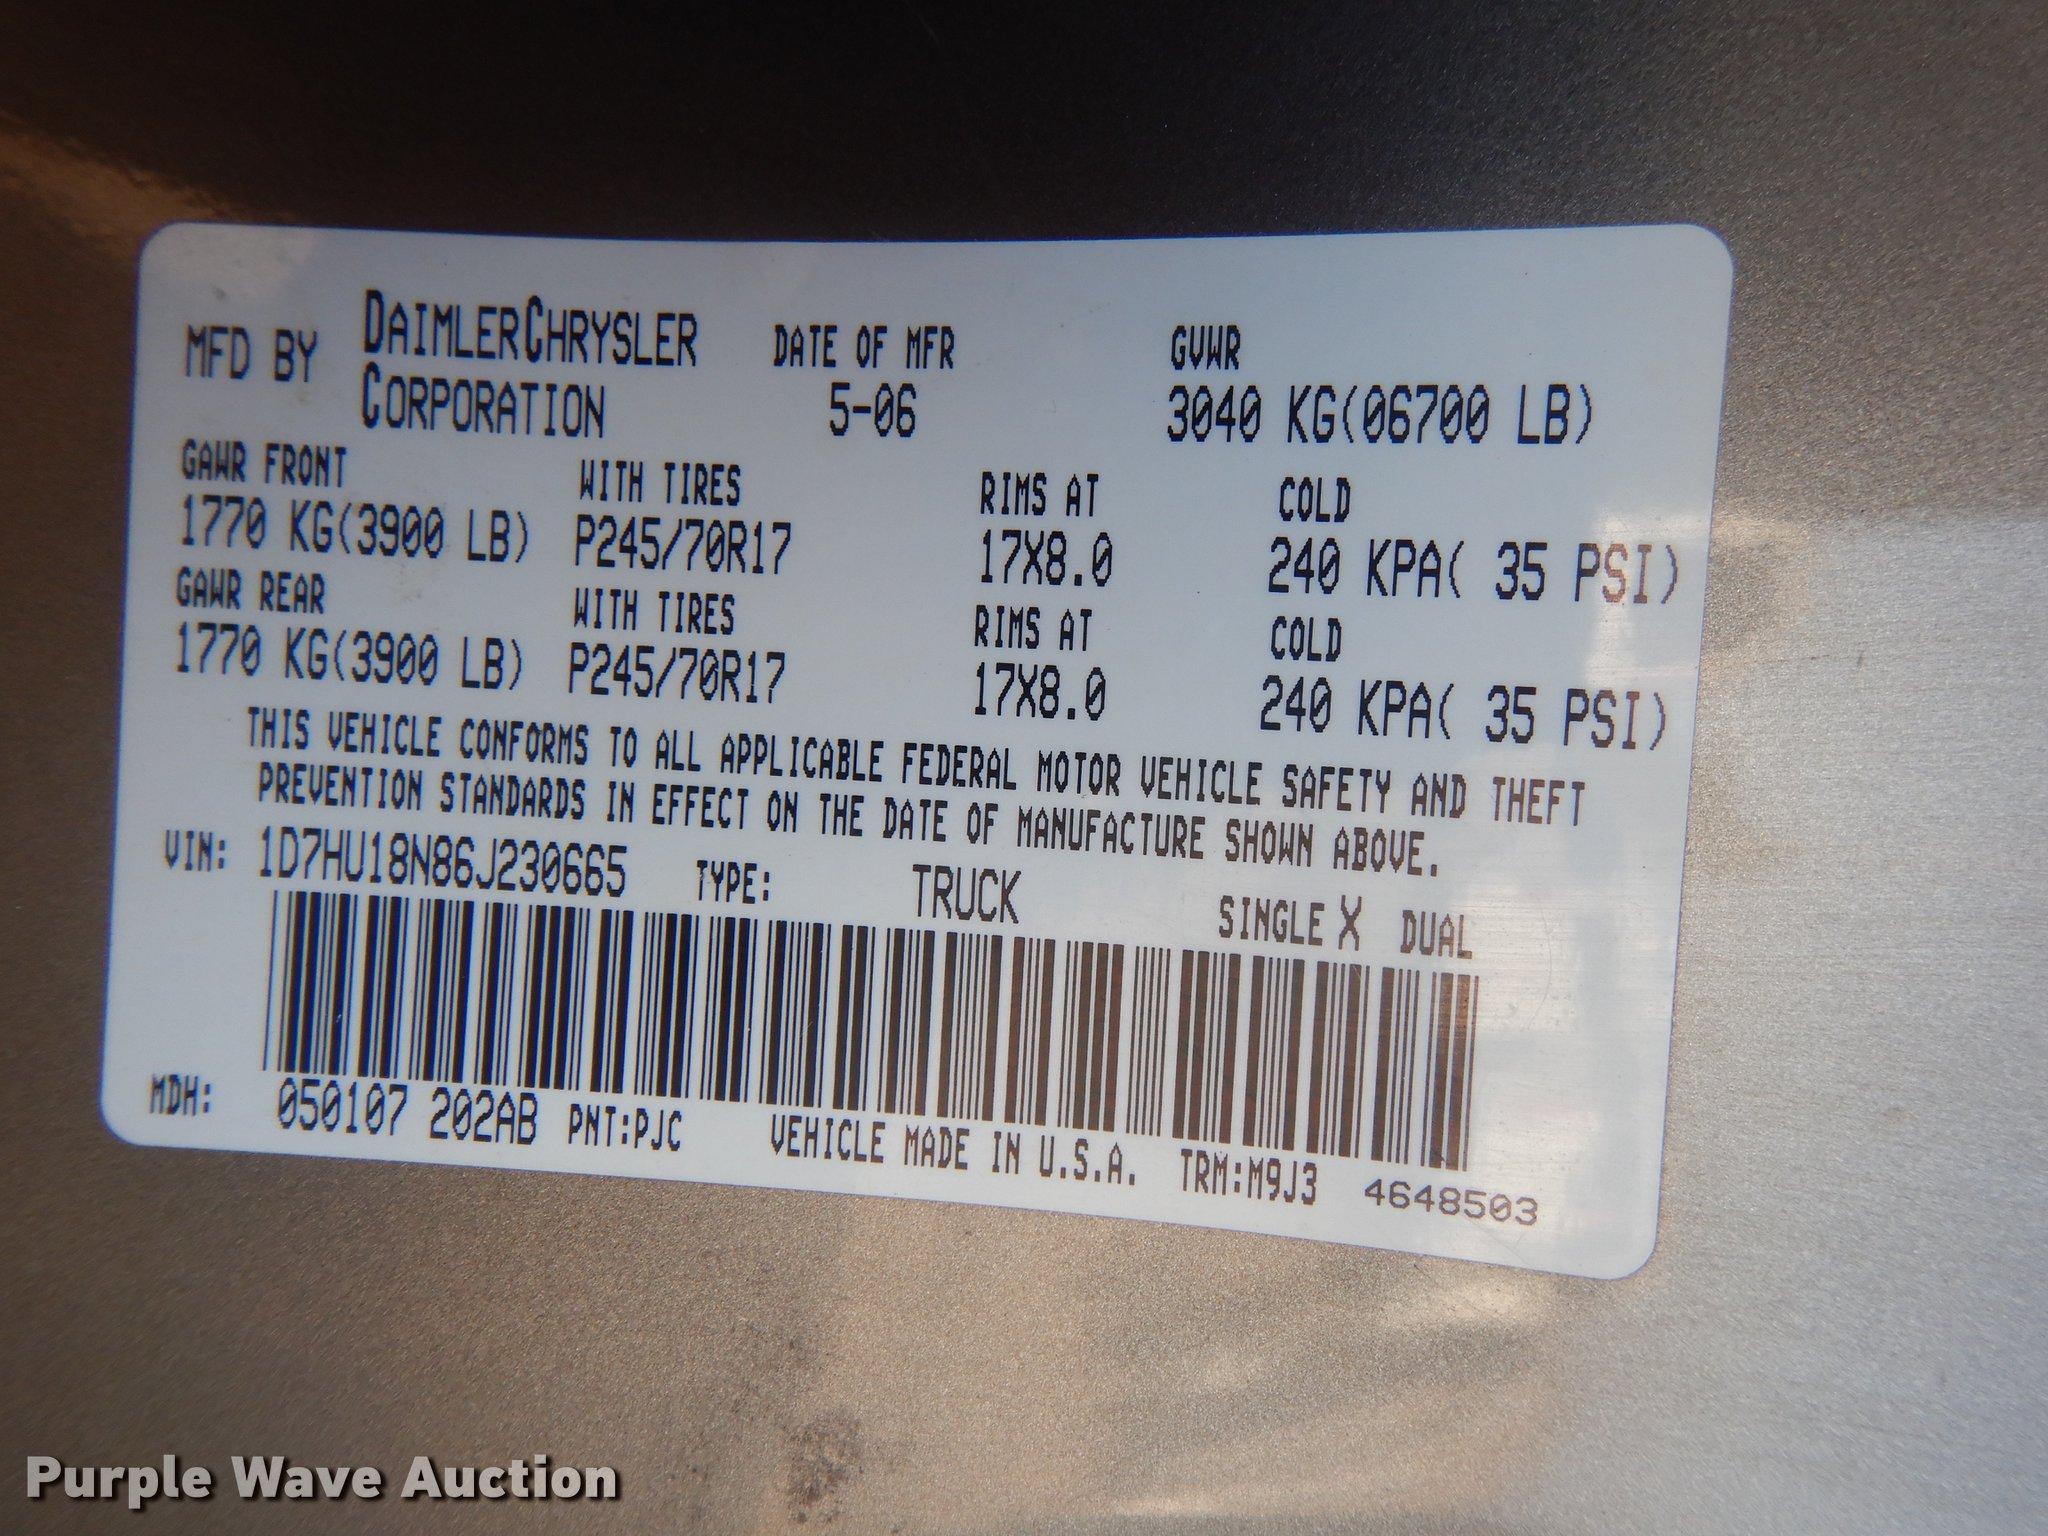 MFD BY DAIMLERCHRYSLER CORPORATION DATE OF MFR 5-06 GVWR 3040 KG(06700 LB)
GAWR FRONT WITH TIRES RIMS AT COLD
1770 KG(3900 LB) P245/70R17 17X8.0 240 KPA( 35 PSI)
GAWR REAR WITH TIRES RIMS AT COLD
1770 KG(3900 LB) P245/70R17 17X8.0 240 KPA( 35 PSI)
THIS VEHICLE CONFORMS TO ALL APPLICABLE FEDERAL MOTOR VEHICLE SAFETY AND THEFT
PREVENTION STANDARDS IN EFFECT ON THE DATE OF MANUFACTURE SHOWN ABOVE.
VIN: 1D7HU18N86J230665 TYPE: TRUCK SINGLE X DUAL
MDH: 050107 202AB PNT:PJC VEHICLE MADE IN U.S.A. TRM:M9J3 4648503
Purple Wave Auction